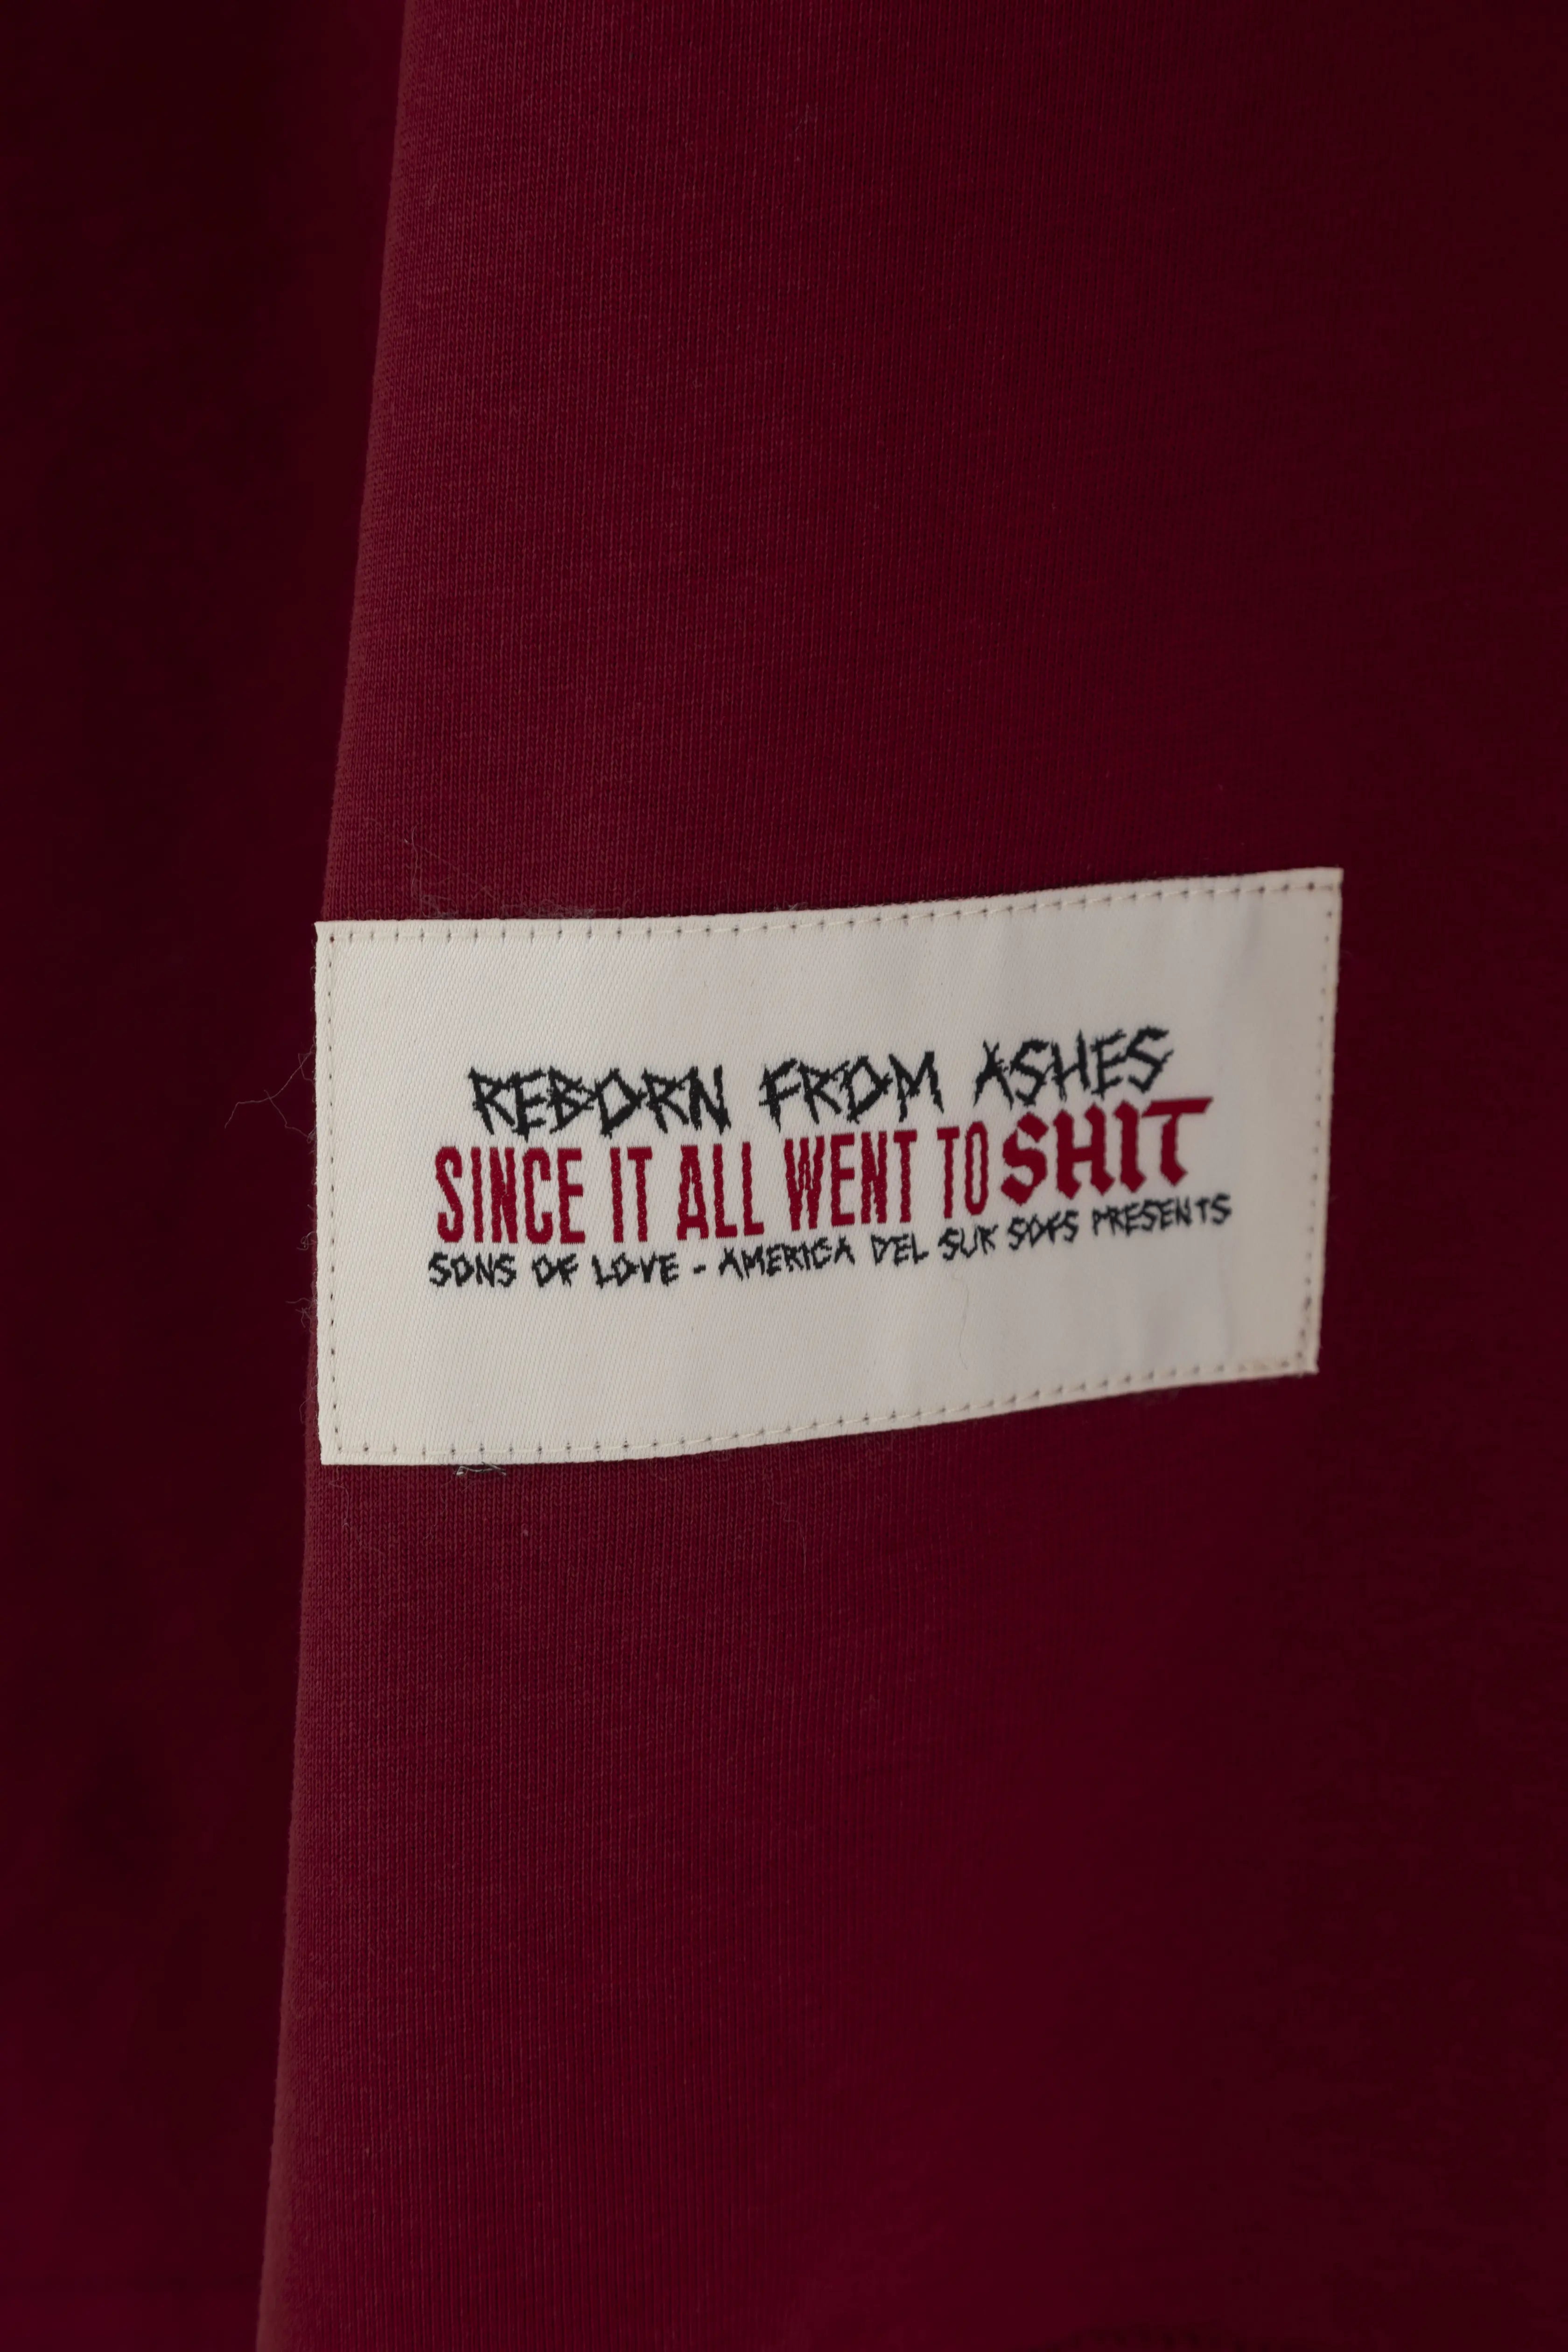 REBORN FROM ASHES
SINCE IT ALL WENT TO SHIT
SONS OF LOVE - AMERICA DEL SUR SOFS PRESENTS